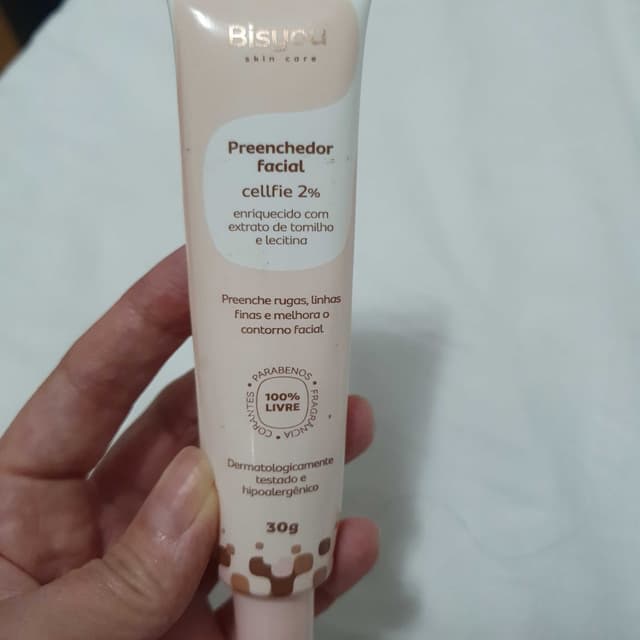 Bisyou
skin care
Preenchedor
facial
cellfie 2%
enriquecido com
extrato de tomilho
e lecitina
Preenche rugas, linhas
finas e melhora o
contorno facial
PARABENOS • FRAGRÂNCIA • CORANTES •
100%
LIVRE
Dermatologicamente
testado e
hipoalergênico
30g